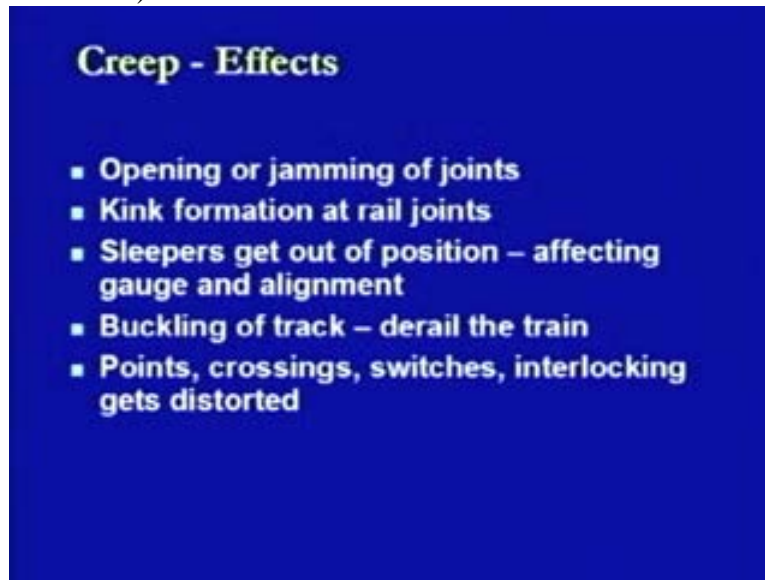 Creep - Effects
▪ Opening or jamming of joints
▪ Kink formation at rail joints
▪ Sleepers get out of position – affecting
gauge and alignment
▪ Buckling of track – derail the train
▪ Points, crossings, switches, interlocking
gets distorted